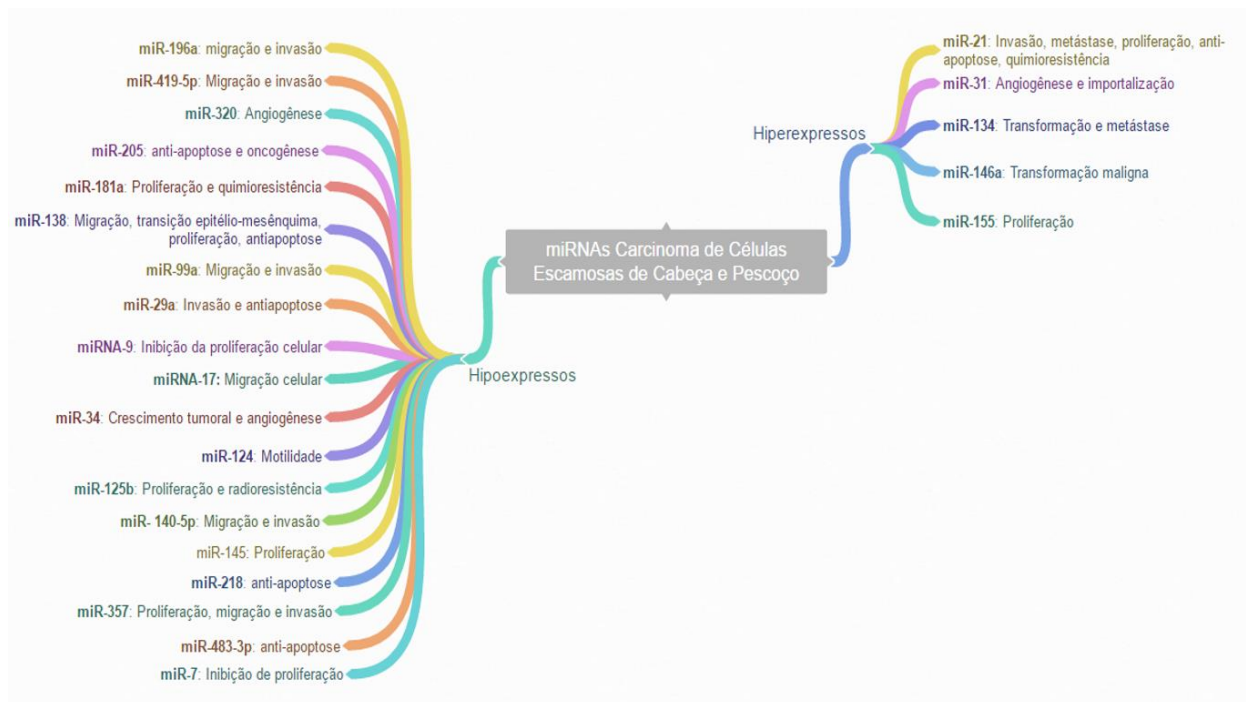 miR-196a: migração e invasão
miR-419-5p: Migração e invasão
miR-320: Angiogênese
miR-205: anti-apoptose e oncogênese
miR-181a: Proliferação e quimioresistência
miR-138: Migração, transição epitélio-mesênquima,
proliferação, antiapoptose
miR-99a: Migração e invasão
miR-29a: Invasão e antiapoptose
miRNA-9: Inibição da proliferação celular
miRNA-17: Migração celular
miR-34: Crescimento tumoral e angiogênese
miR-124: Motilidade
miR-125b: Proliferação e radioresistência
miR- 140-5p: Migração e invasão
miR-145: Proliferação
miR-218: anti-apoptose
miR-357: Proliferação, migração e invasão
miR-483-3p: anti-apoptose
miR-7: Inibição de proliferação
Hipoexpressos
miRNAs Carcinoma de Células
Escamosas de Cabeça e Pescoço
Hiperexpressos
miR-21: Invasão, metástase, proliferação, anti-
apoptose, quimioresistência
miR-31: Angiogênese e importalização
miR-134: Transformação e metástase
miR-146a: Transformação maligna
miR-155: Proliferação